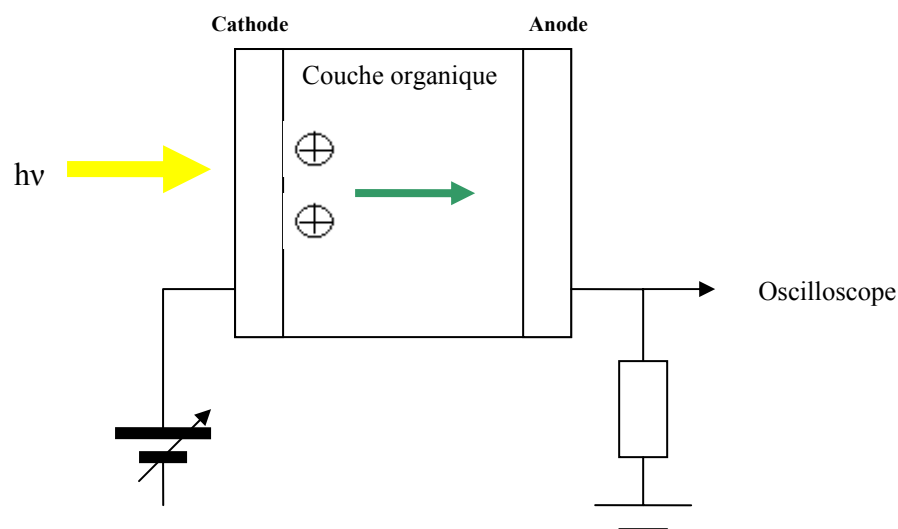 Cathode
Anode
Couche organique
hν
Oscilloscope